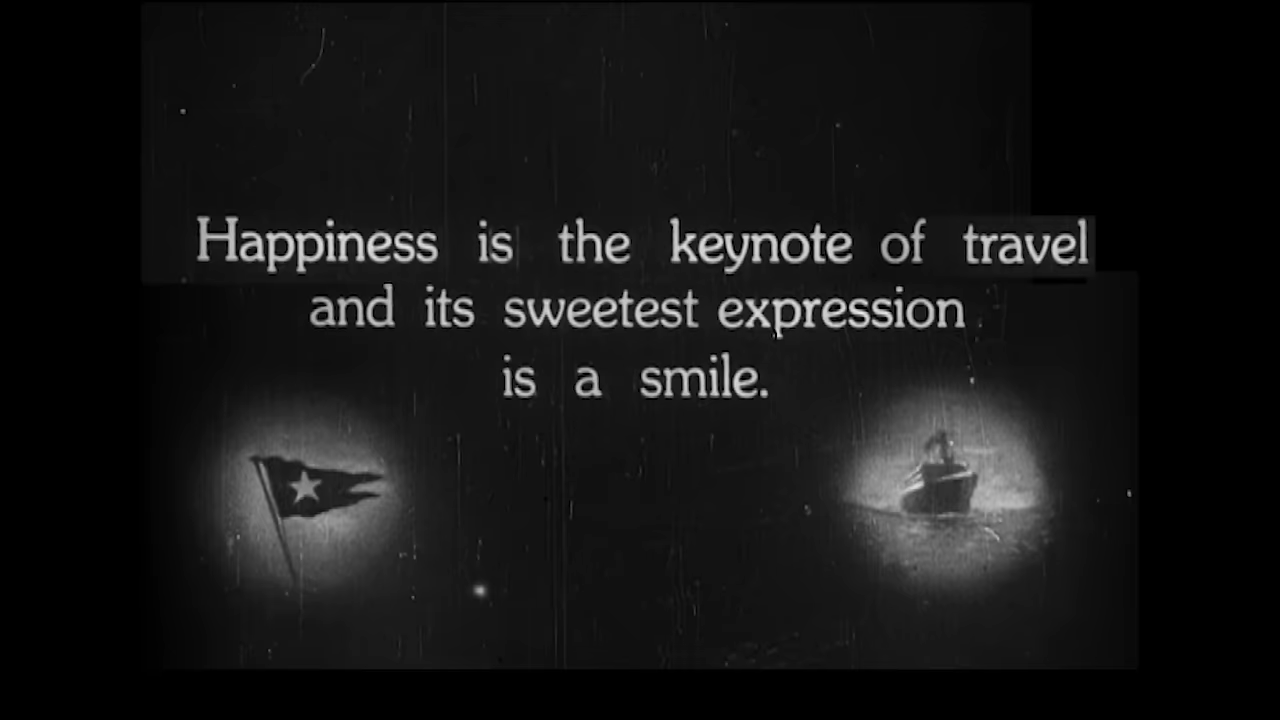 Happiness is the keynote of travel
and its sweetest expression
is a smile.